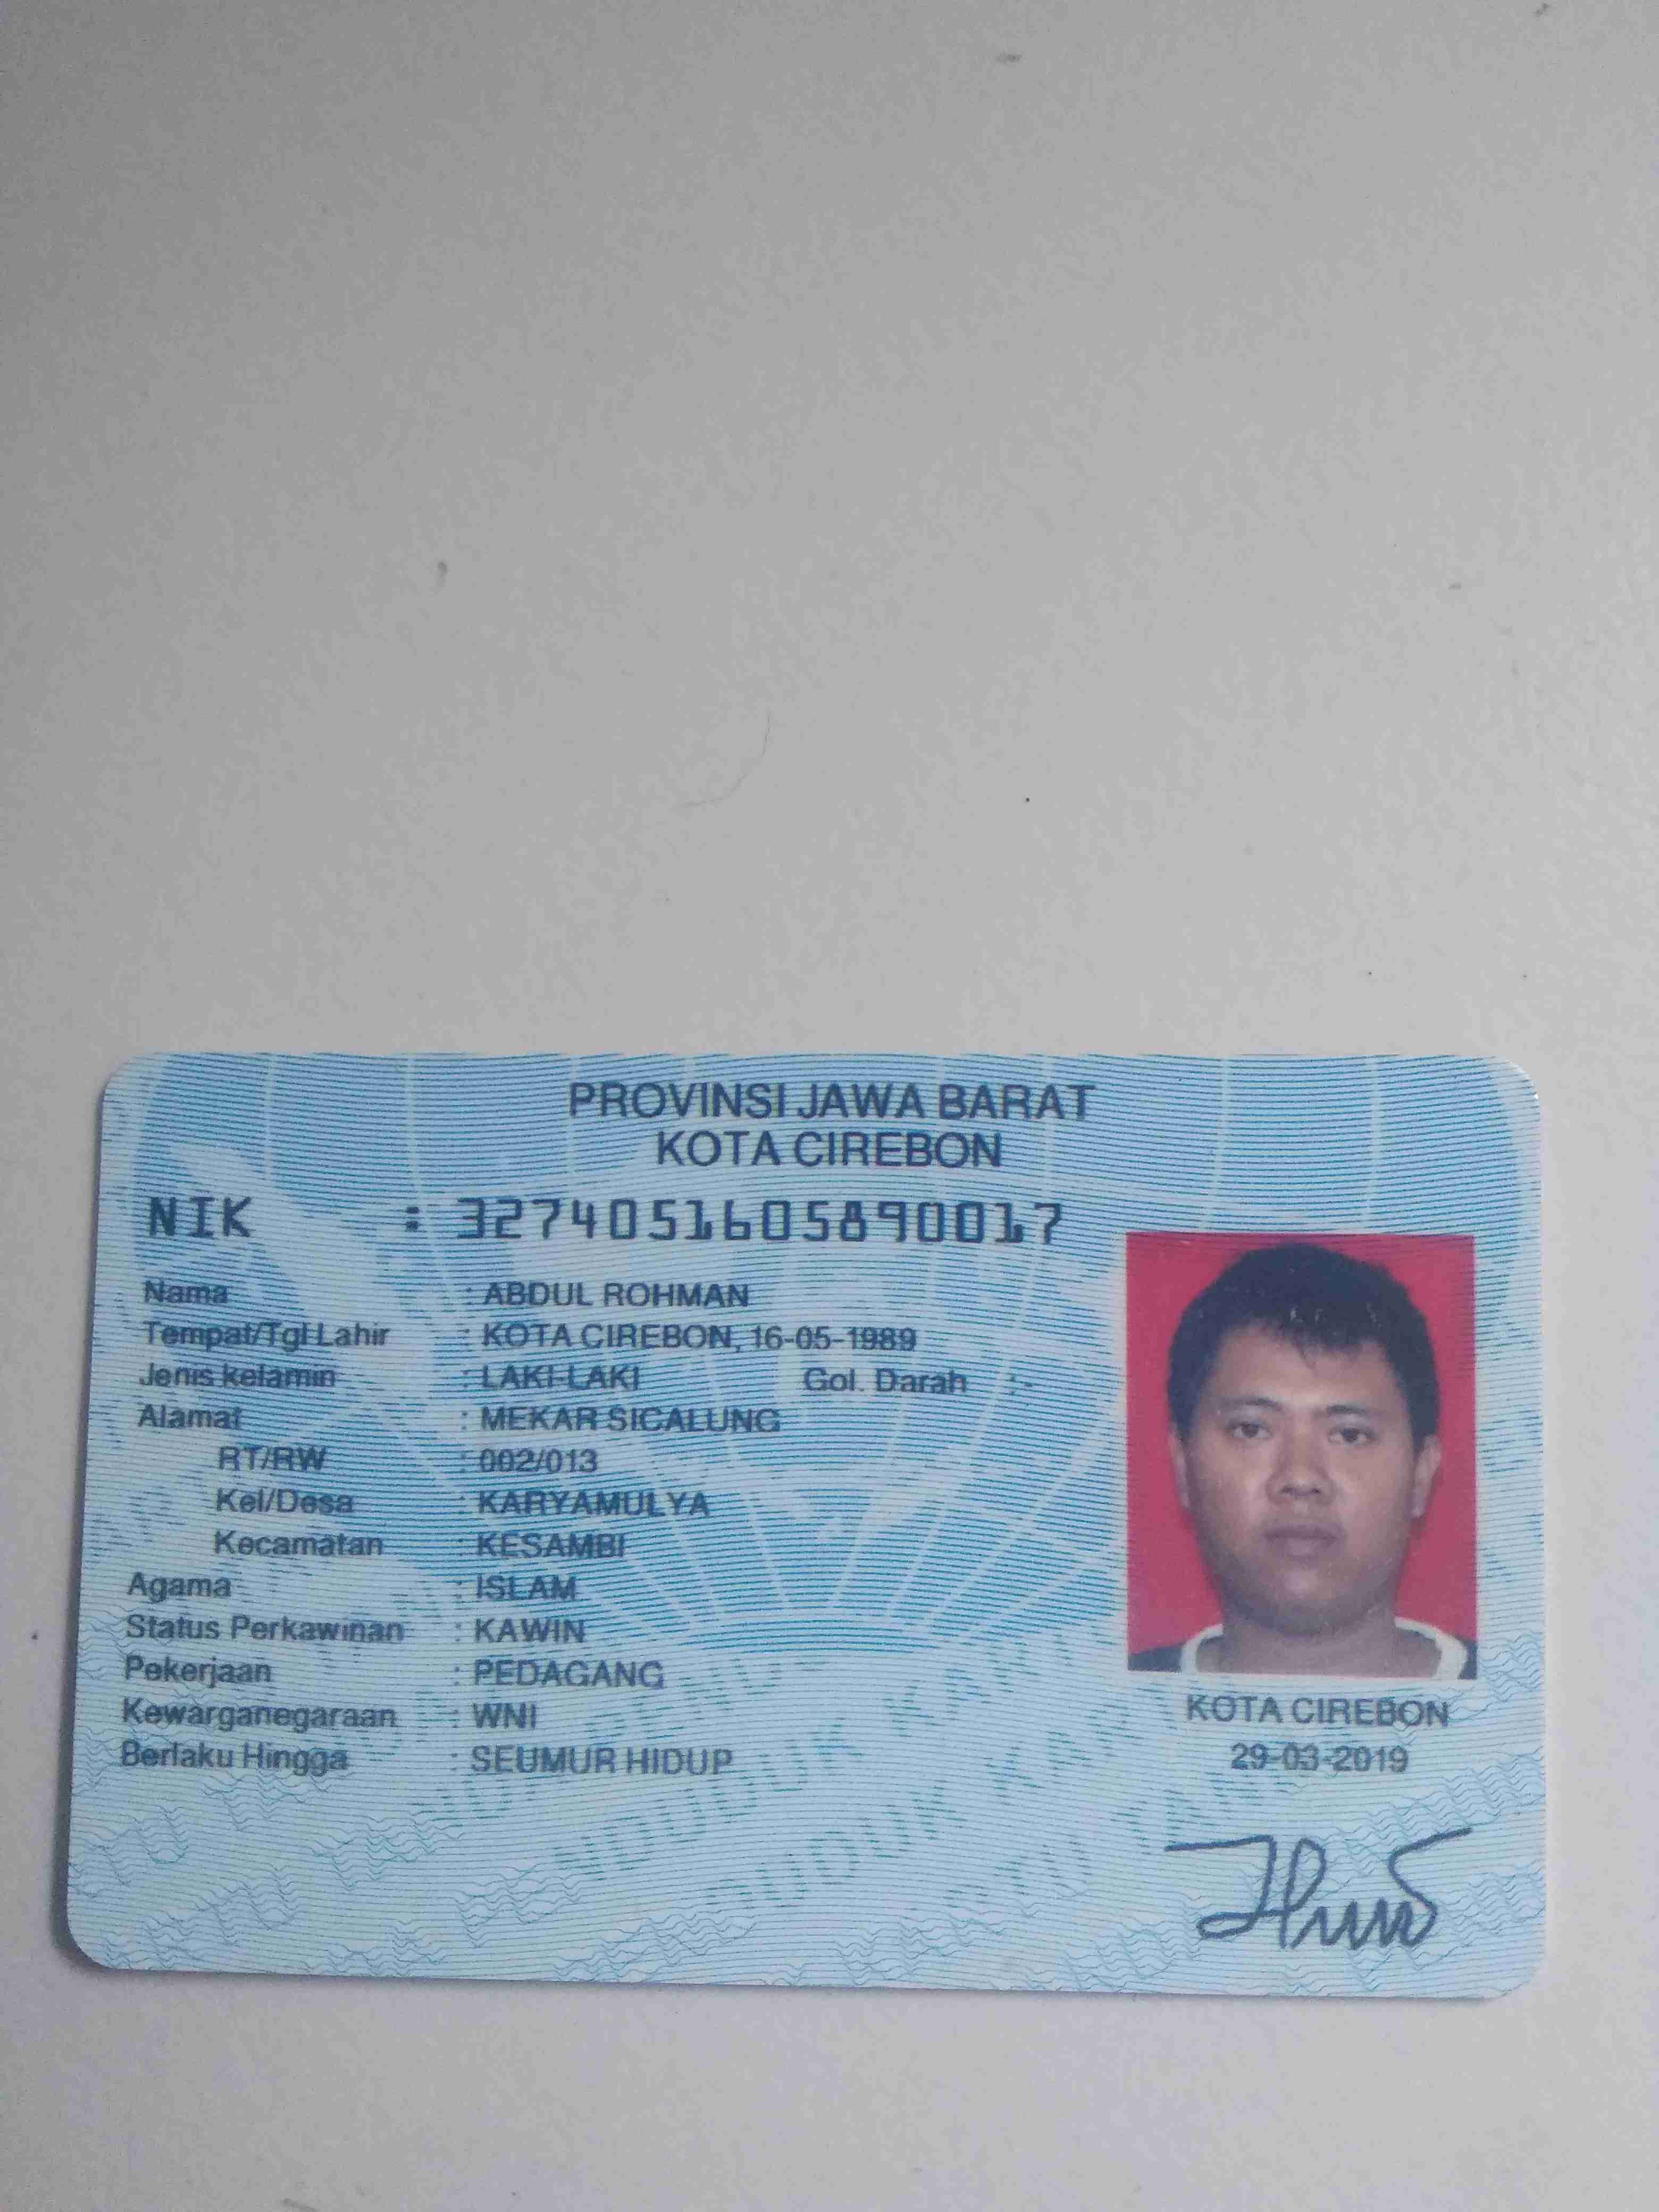 PROVINSI JAWA BARAT
KOTA CIREBON
NIK : 3274051605890017
Nama : ABDUL ROHMAN
Tempat/Tgl Lahir : KOTA CIREBON, 16-05-1989
Jenis kelamin : LAKI-LAKI Gol. Darah : -
Alamat : MEKAR SICALUNG
RT/RW : 002/013
Kel/Desa : KARYAMULYA
Kecamatan : KESAMBI
Agama : ISLAM
Status Perkawinan : KAWIN
Pekerjaan : PEDAGANG
Kewarganegaraan : WNI
Berlaku Hingga : SEUMUR HIDUP
KOTA CIREBON
29-03-2019